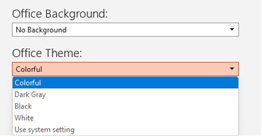 Office Background:
No Background
Office Theme:
Colorful
Colorful
Dark Gray
Black
White
Use system setting